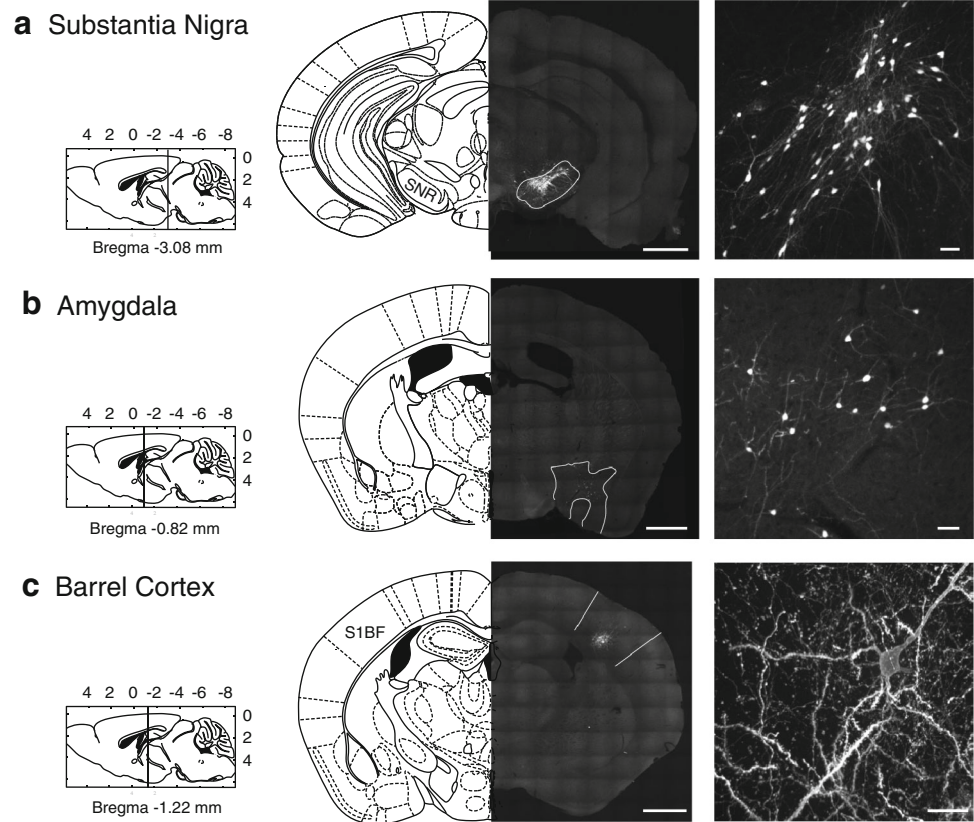 a Substantia Nigra
4 2 0 -2 -4 -6 -8
0
2
4
Bregma -3.08 mm
SNR
b Amygdala
4 2 0 -2 -4 -6 -8
0
2
4
Bregma -0.82 mm
c Barrel Cortex
S1BF
4 2 0 -2 -4 -6 -8
0
2
4
Bregma -1.22 mm